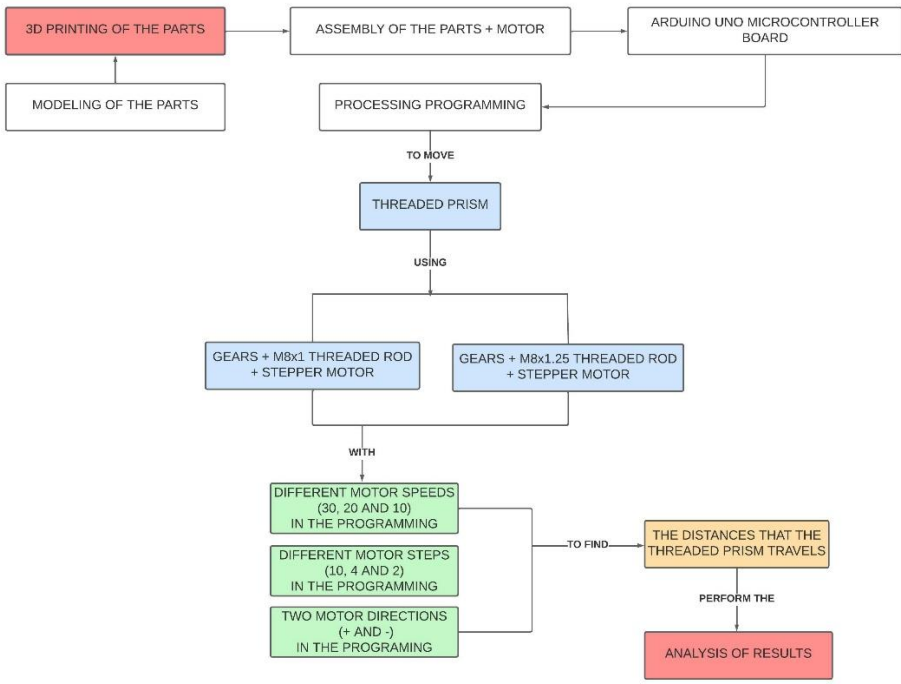 3D PRINTING OF THE PARTS
ASSEMBLY OF THE PARTS + MOTOR
ARDUINO UNO MICROCONTROLLER
BOARD
MODELING OF THE PARTS
PROCESSING PROGRAMMING
TO MOVE
THREADED PRISM
USING
GEARS + M8x1 THREADED ROD
+ STEPPER MOTOR
GEARS + M8x1.25 THREADED ROD
+ STEPPER MOTOR
WITH
DIFFERENT MOTOR SPEEDS
(30, 20 AND 10)
IN THE PROGRAMMING
DIFFERENT MOTOR STEPS
(10, 4 AND 2)
IN THE PROGRAMMING
TWO MOTOR DIRECTIONS
(+ AND -)
IN THE PROGRAMING
TO FIND
THE DISTANCES THAT THE
THREADED PRISM TRAVELS
PERFORM THE
ANALYSIS OF RESULTS